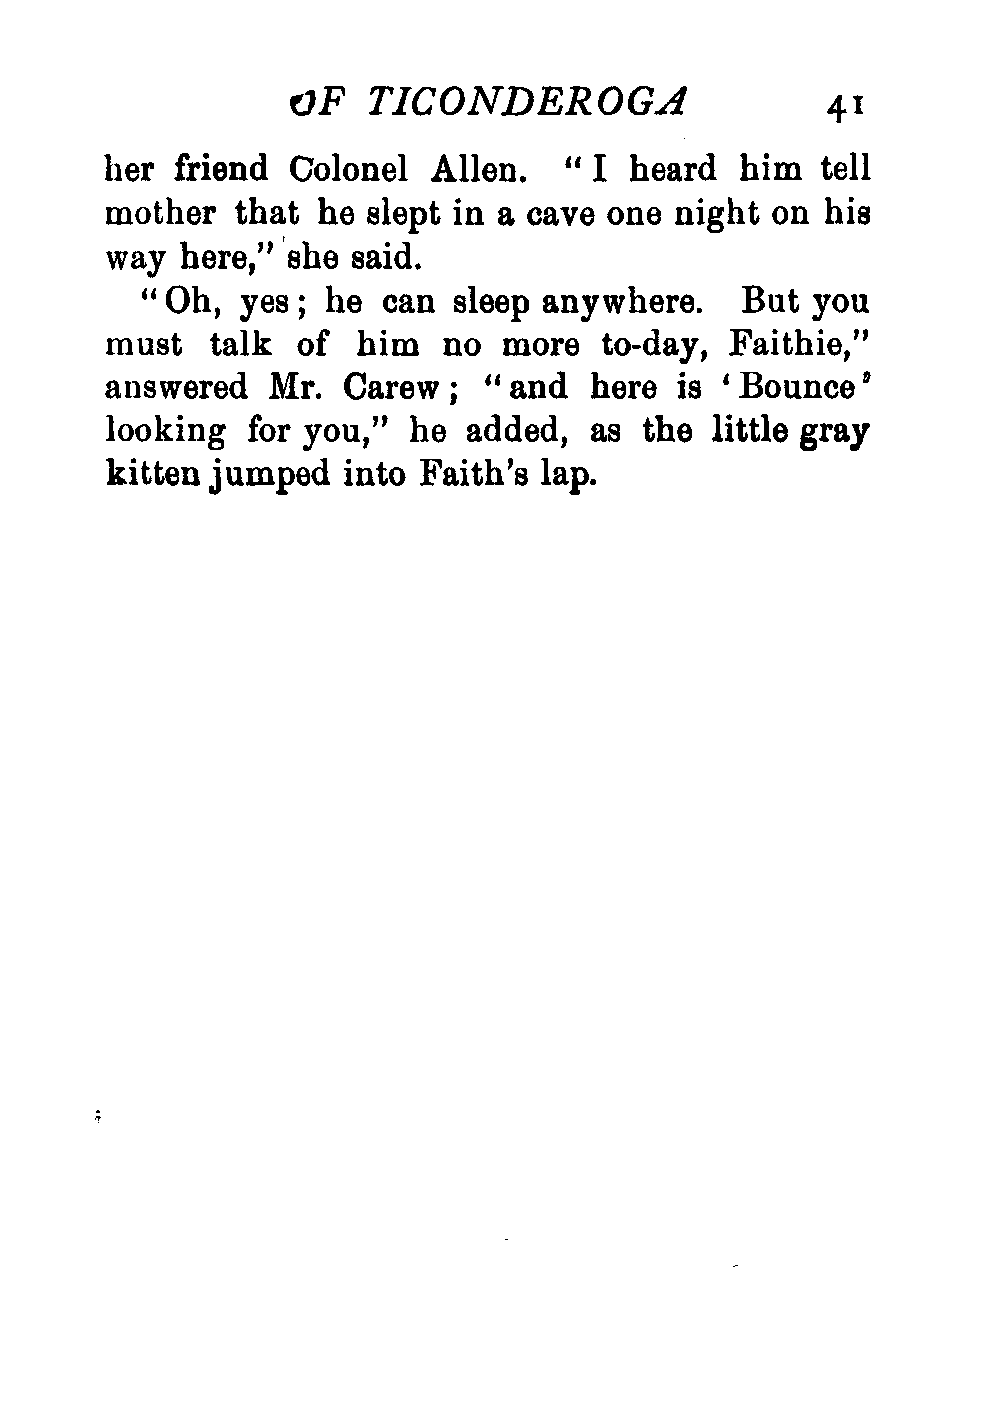 OF TICONDEROGA 41
her friend Colonel Allen. "I heard him tell
mother that he slept in a cave one night on his
way here," she said.
"Oh, yes; he can sleep anywhere. But you
must talk of him no more to-day, Faithie,"
answered Mr. Carew; "and here is 'Bounce'
looking for you," he added, as the little gray
kitten jumped into Faith's lap.